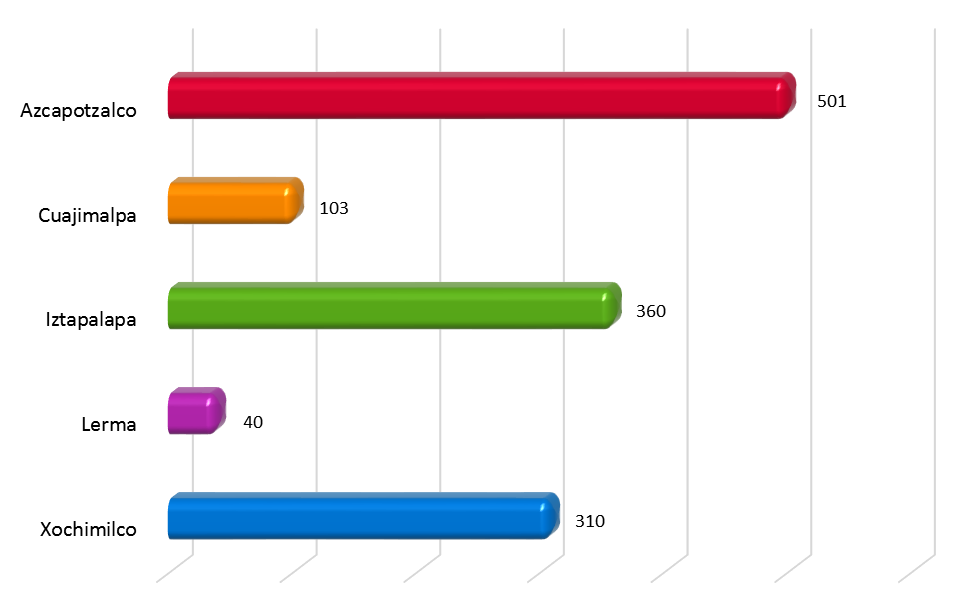 Azcapotzalco 501
Cuajimalpa 103
Iztapalapa 360
Lerma 40
Xochimilco 310